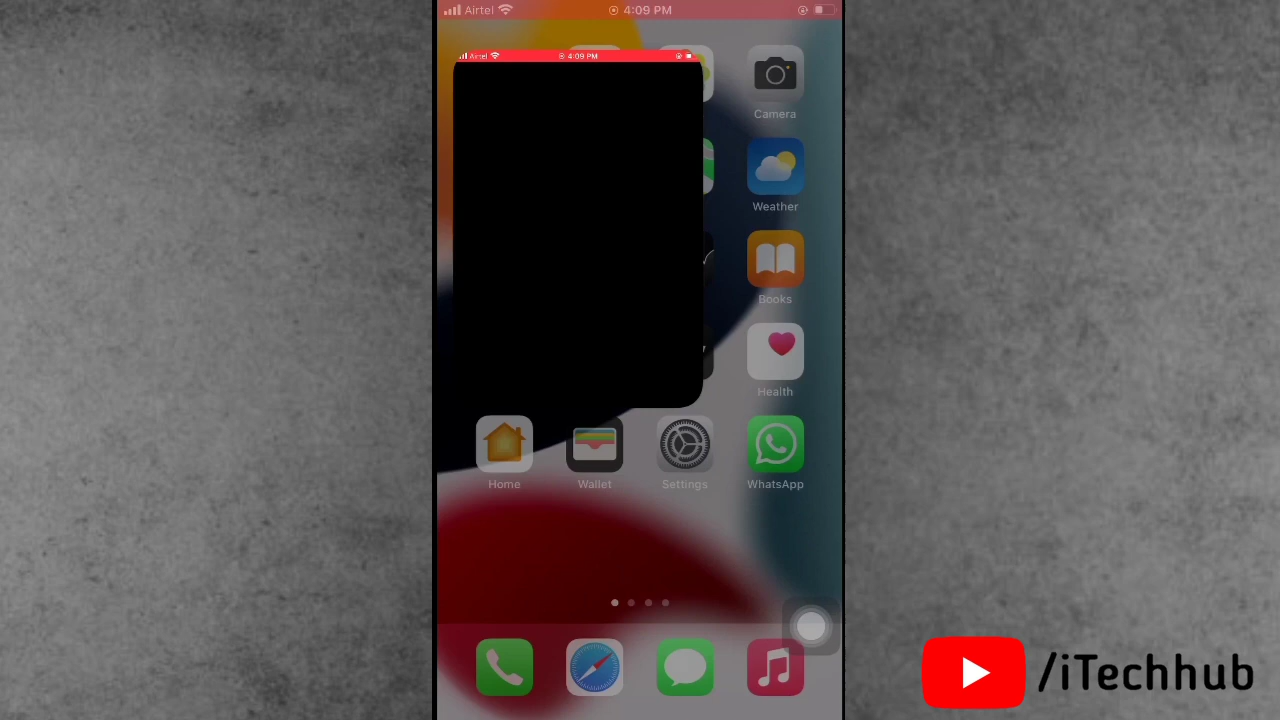 Airtel 4:09 PM
Airtel 4:09 PM
Camera
Weather
Books
Health
Home Wallet Settings WhatsApp
/iTechhub